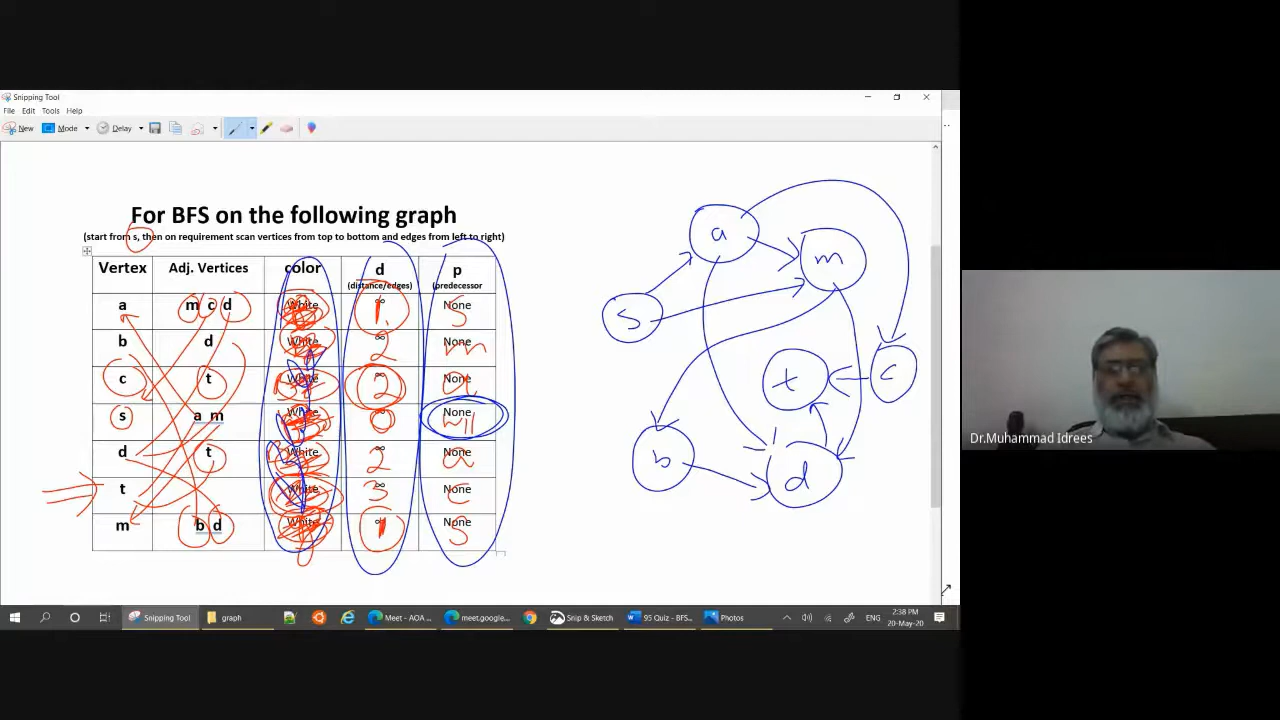 Snipping Tool
File Edit Tools Help
New Mode Delay
For BFS on the following graph
(start from s, then on requirement scan vertices from top to bottom and edges from left to right)
Vertex Adj. Vertices color d p
(distance/edges) (predecessor
a m c d White ∞ 1 None S
b d White ∞ 2 None m
c t White ∞ 2 None a
s a m White ∞ 0 None
d t White ∞ 2 None a
t White ∞ 3 None c
m b d White ∞ 1 None S
a
m
S
t
c
b
d
Dr.Muhammad Idrees
Snipping Tool graph Meet - AOA ... meet.google... Snip & Sketch 95 Quiz - BFS... Photos ENG 2:38 PM
20-May-20